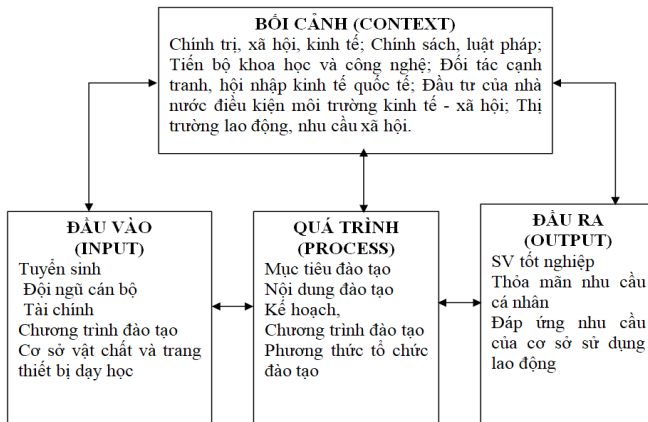 BỐI CẢNH (CONTEXT)
Chính trị, xã hội, kinh tế; Chính sách, luật pháp;
Tiến bộ khoa học và công nghệ; Đối tác cạnh
tranh, hội nhập kinh tế quốc tế; Đầu tư của nhà
nước điều kiện môi trường kinh tế - xã hội; Thị
trường lao động, nhu cầu xã hội.
ĐẦU VÀO
(INPUT)
Tuyển sinh
Đội ngũ cán bộ
Tài chính
Chương trình đào tạo
Cơ sở vật chất và trang
thiết bị dạy học
QUÁ TRÌNH
(PROCESS)
Mục tiêu đào tạo
Nội dung đào tạo
Kế hoạch,
Chương trình đào tạo
Phương thức tổ chức
đào tạo
ĐẦU RA
(OUTPUT)
SV tốt nghiệp
Thỏa mãn nhu cầu
cá nhân
Đáp ứng nhu cầu
của cơ sở sử dụng
lao động